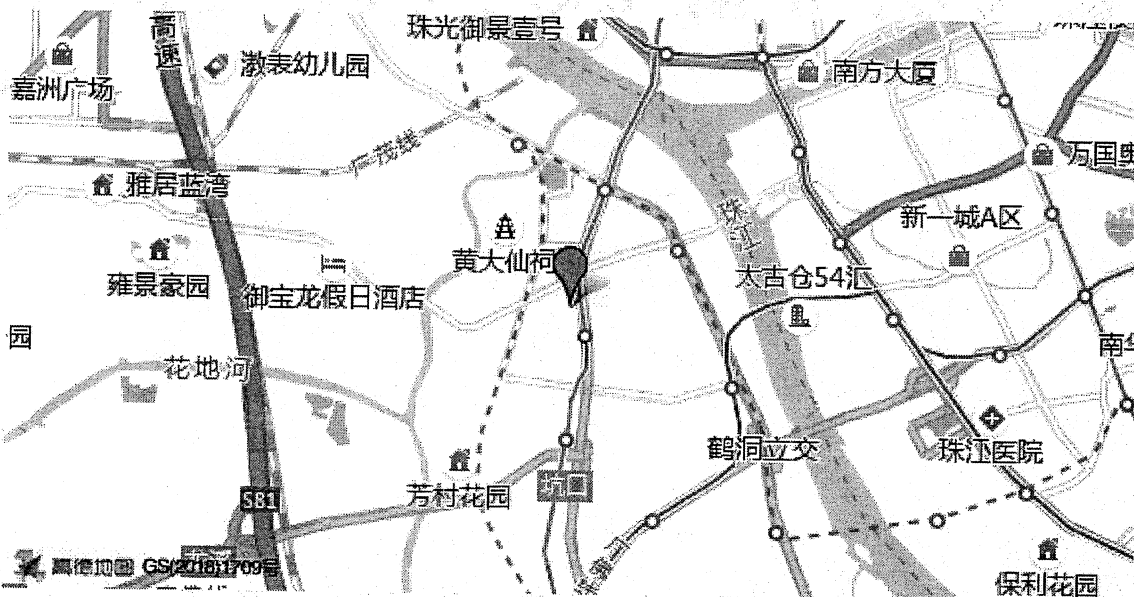 珠光御景壹号
高速
嘉洲广场
激表幼儿园
南方大厦
广茂线
万国奥
雅居蓝湾
珠江
新一城A区
黄大仙祠
雍景豪园
御宝龙假日酒店
太古仓54汇
园
花地河
南华
鹤洞立交
珠江医院
芳村花园
坑口
S81
高德地图 GS(2018)1709号
保利花园